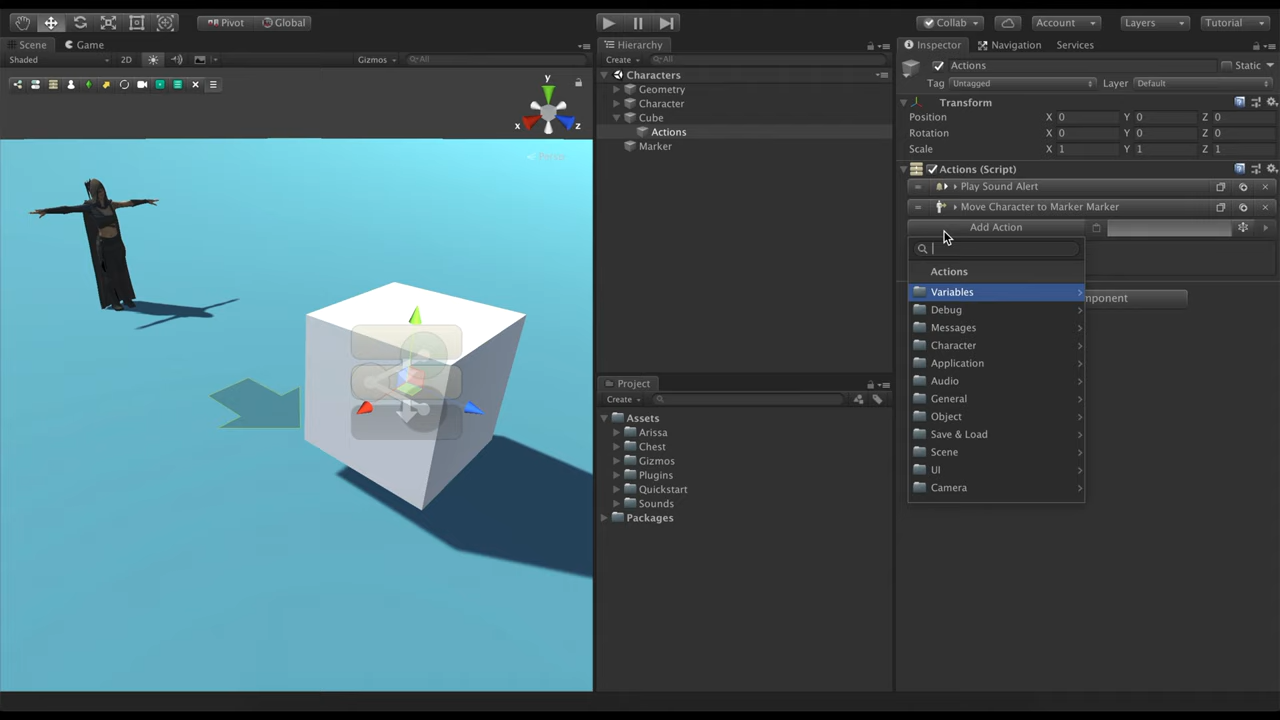 Pivot Global Collab Account Layers Tutorial
Scene Game
Shaded 2D Gizmos All
y
x z
Persp
Hierarchy
Create All
Characters
Geometry
Character
Cube
Actions
Marker
Project
Create
Assets
Arissa
Chest
Gizmos
Plugins
Quickstart
Sounds
Packages
Inspector Navigation Services
Actions Static
Tag Untagged Layer Default
Transform
Position X 0 Y 0 Z 0
Rotation X 0 Y 0 Z 0
Scale X 1 Y 1 Z 1
Actions (Script)
Play Sound Alert
Move Character to Marker Marker
Add Action
Actions
Variables
mponent
Debug
Messages
Character
Application
Audio
General
Object
Save & Load
Scene
UI
Camera